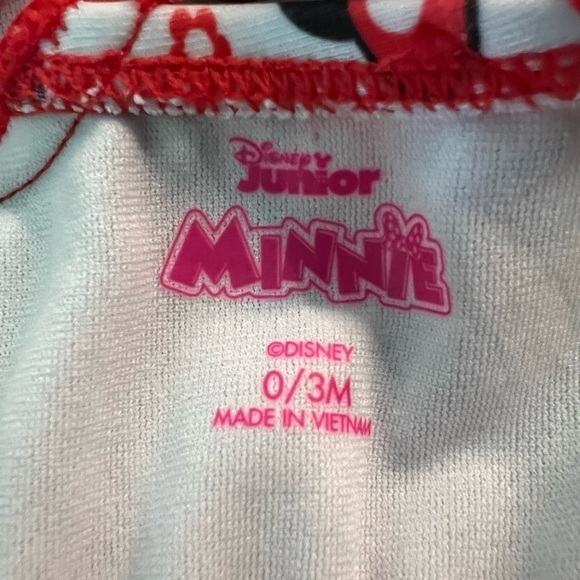 Disney
Junior
MINNIE
©DISNEY
0/3M
MADE IN VIETNAM